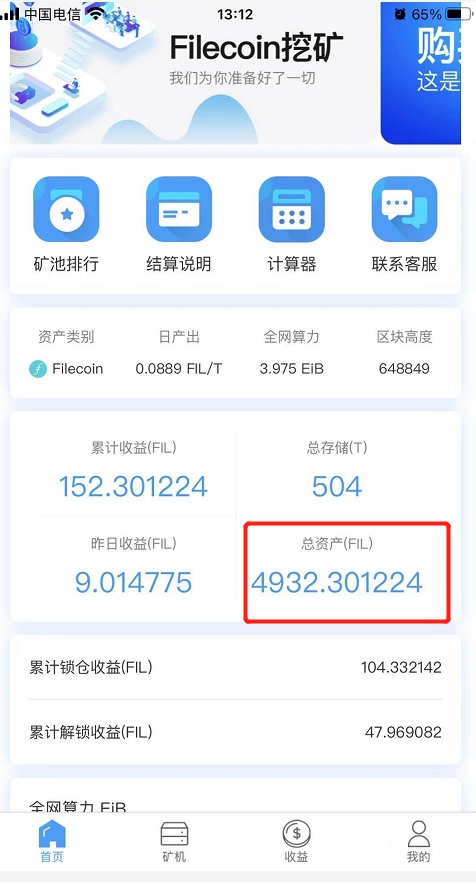 中国电信 13:12 65%
Filecoin挖矿
我们为你准备好了一切
购
这是
矿池排行 结算说明 计算器 联系客服
资产类别 日产出 全网算力 区块高度
Filecoin 0.0889 FIL/T 3.975 EiB 648849
累计收益(FIL) 总存储(T)
152.301224 504
昨日收益(FIL) 总资产(FIL)
9.014775 4932.301224
累计锁仓收益(FIL) 104.332142
累计解锁收益(FIL) 47.969082
全网算力 EiB
首页 矿机 收益 我的